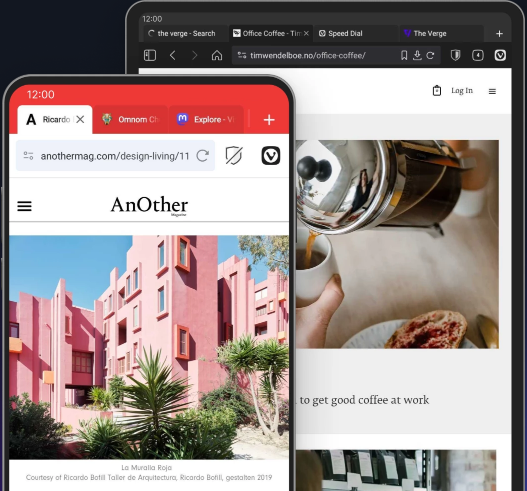 12:00
the verge - Search
Office Coffee - Tim
Speed Dial
The Verge
timwendelboe.no/office-coffee/
4
Log In
to get good coffee at work
12:00
Ricardo
Omnom Ch
Explore - Vi
anothermag.com/design-living/11
AnOther
Magazine
La Muralla Roja
Courtesy of Ricardo Bofill Taller de Arquitectura, Ricardo Bofill, gestalten 2019